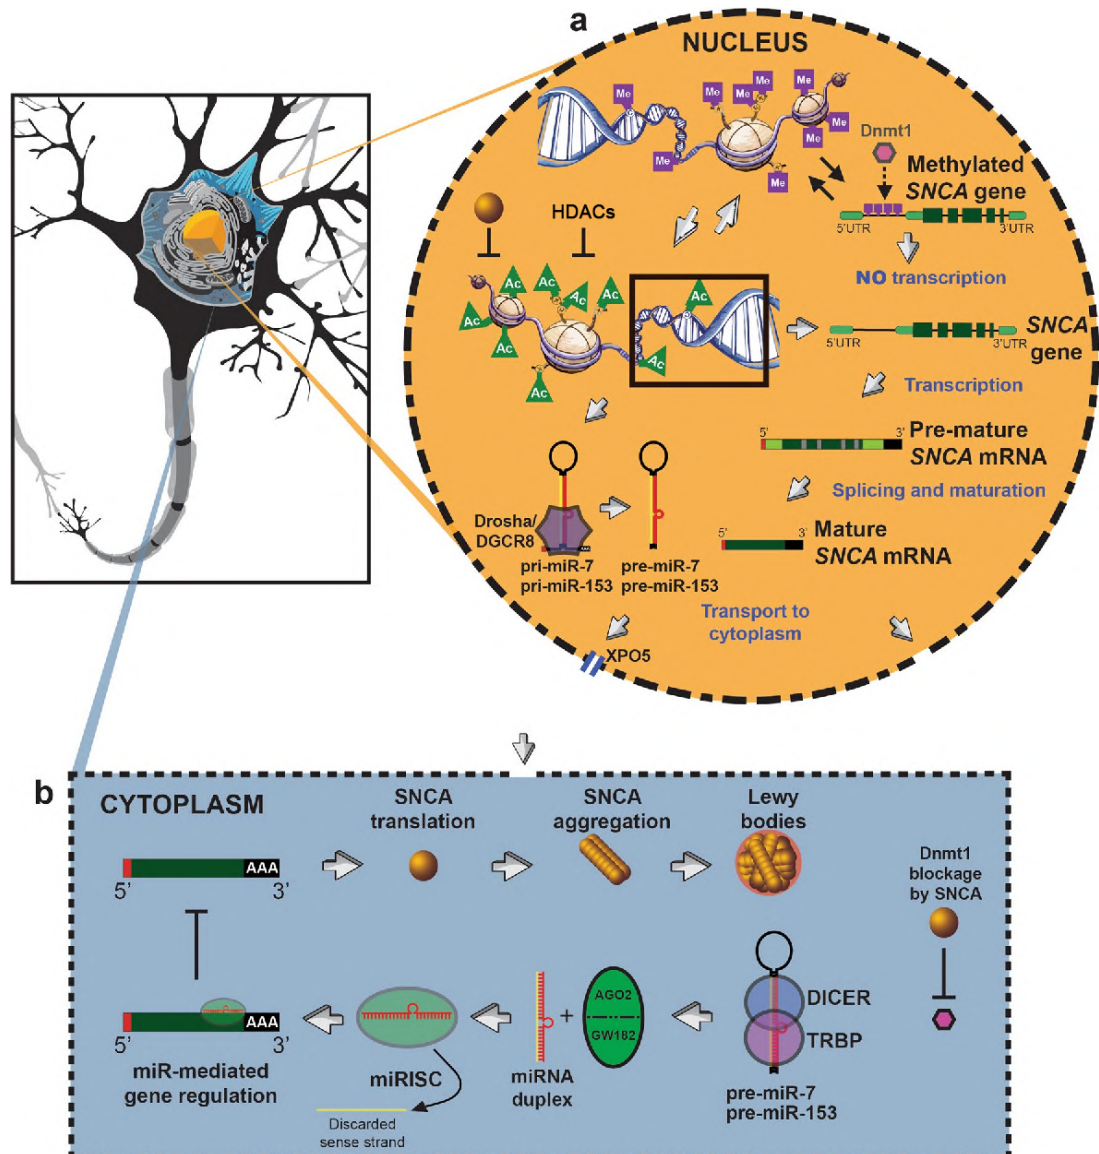 a
NUCLEUS
Me
Me
Me
Me
Me
Me
Me
Me
Me
Dnmt1
Methylated
SNCA gene
5'UTR
3'UTR
NO transcription
HDACs
Ac
Ac
Ac
Ac
Ac
Ac
Ac
Ac
Ac
SNCA
gene
5'UTR
3'UTR
Transcription
5'
3'
Pre-mature
SNCA mRNA
Splicing and maturation
5'
3'
Mature
SNCA mRNA
Drosha/
DGCR8
pri-miR-7
pri-miR-153
pre-miR-7
pre-miR-153
Transport to
cytoplasm
XPO5
b
CYTOPLASM
SNCA
translation
SNCA
aggregation
Lewy
bodies
AAA
5'
3'
Dnmt1
blockage
by SNCA
AAA
5'
3'
miR-mediated
gene regulation
miRISC
Discarded
sense strand
miRNA
duplex
+
AGO2
GW182
DICER
TRBP
pre-miR-7
pre-miR-153